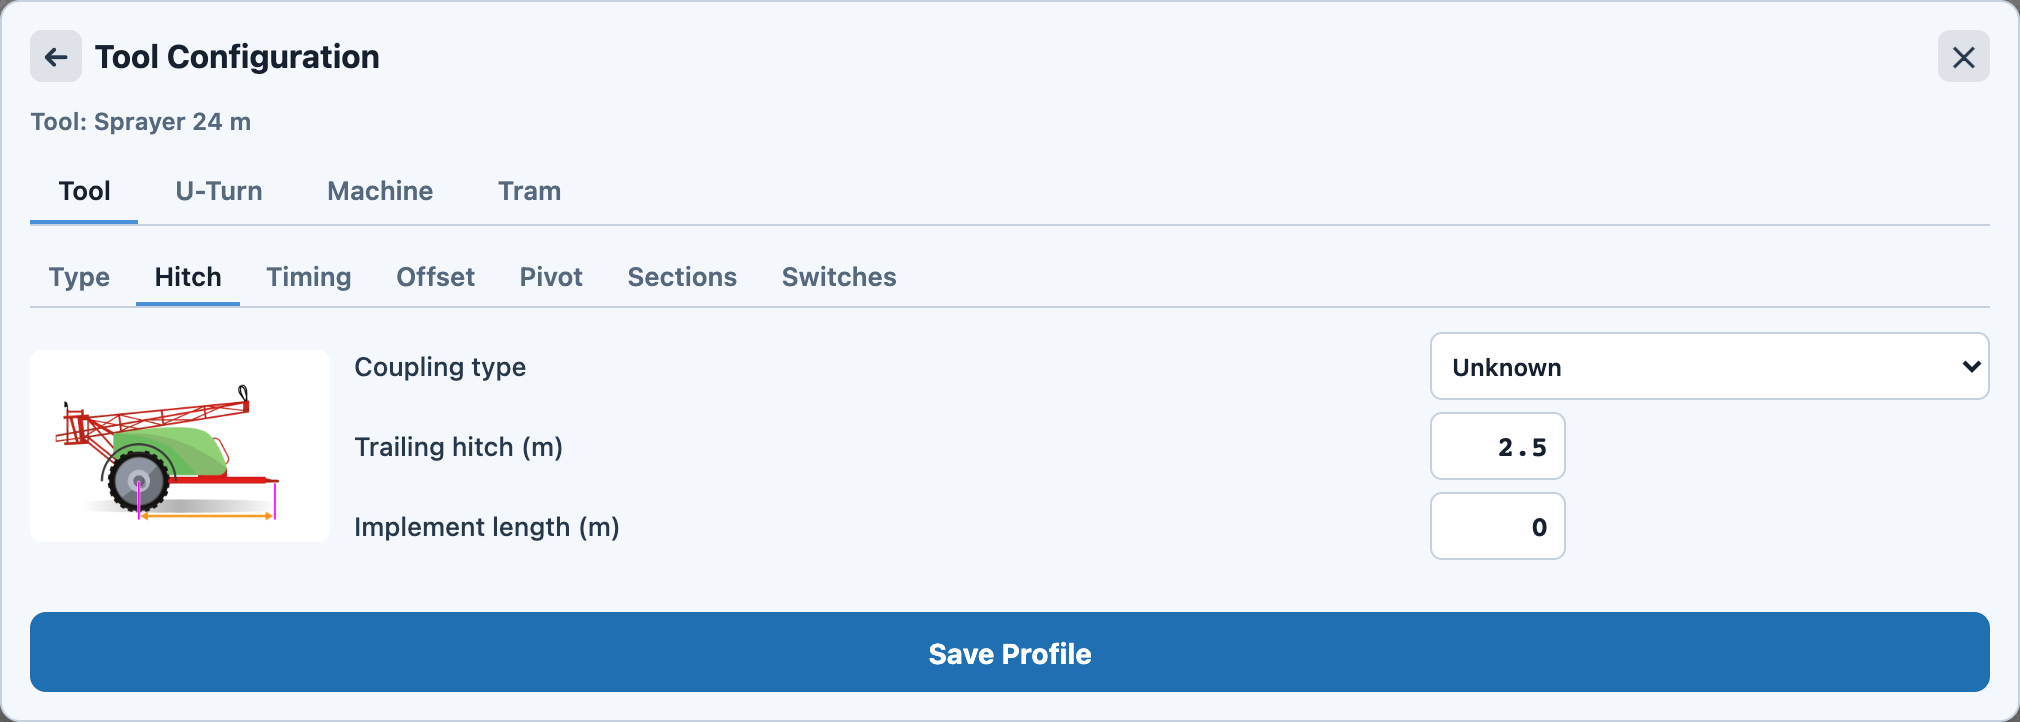 Tool Configuration
Tool: Sprayer 24 m
Tool U-Turn Machine Tram
Type Hitch Timing Offset Pivot Sections Switches
Coupling type Unknown
Trailing hitch (m) 2.5
Implement length (m) 0
Save Profile